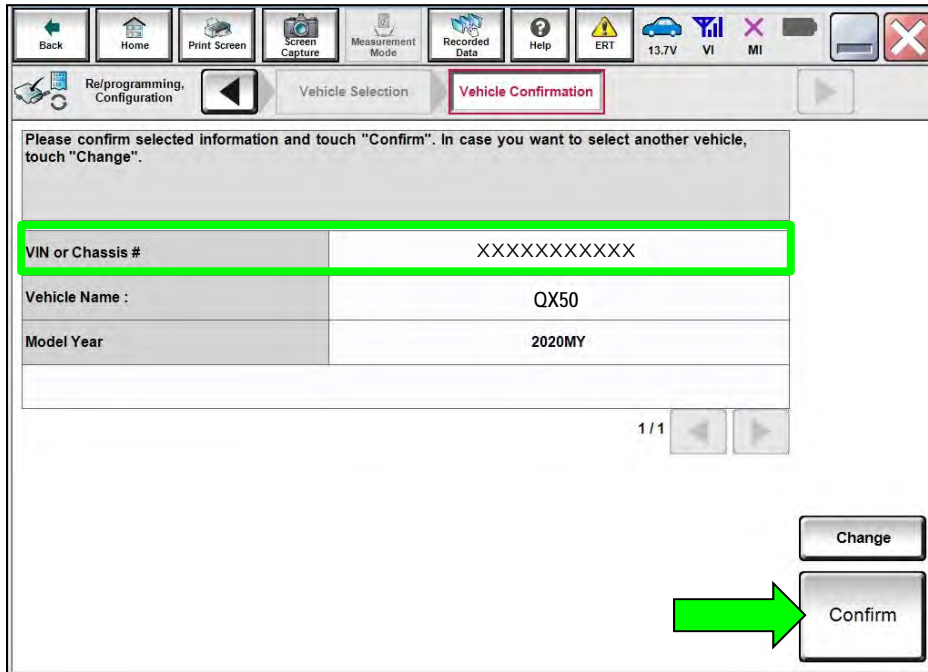 Back
Home
Print Screen
Screen
Capture
Measurement
Mode
Recorded
Data
Help
ERT
13.7V
VI
MI
Re/programming,
Configuration
Vehicle Selection
Vehicle Confirmation
Please confirm selected information and touch "Confirm". In case you want to select another vehicle,
touch "Change".
VIN or Chassis #
XXXXXXXXXXX
Vehicle Name :
QX50
Model Year
2020MY
1/1
Change
Confirm